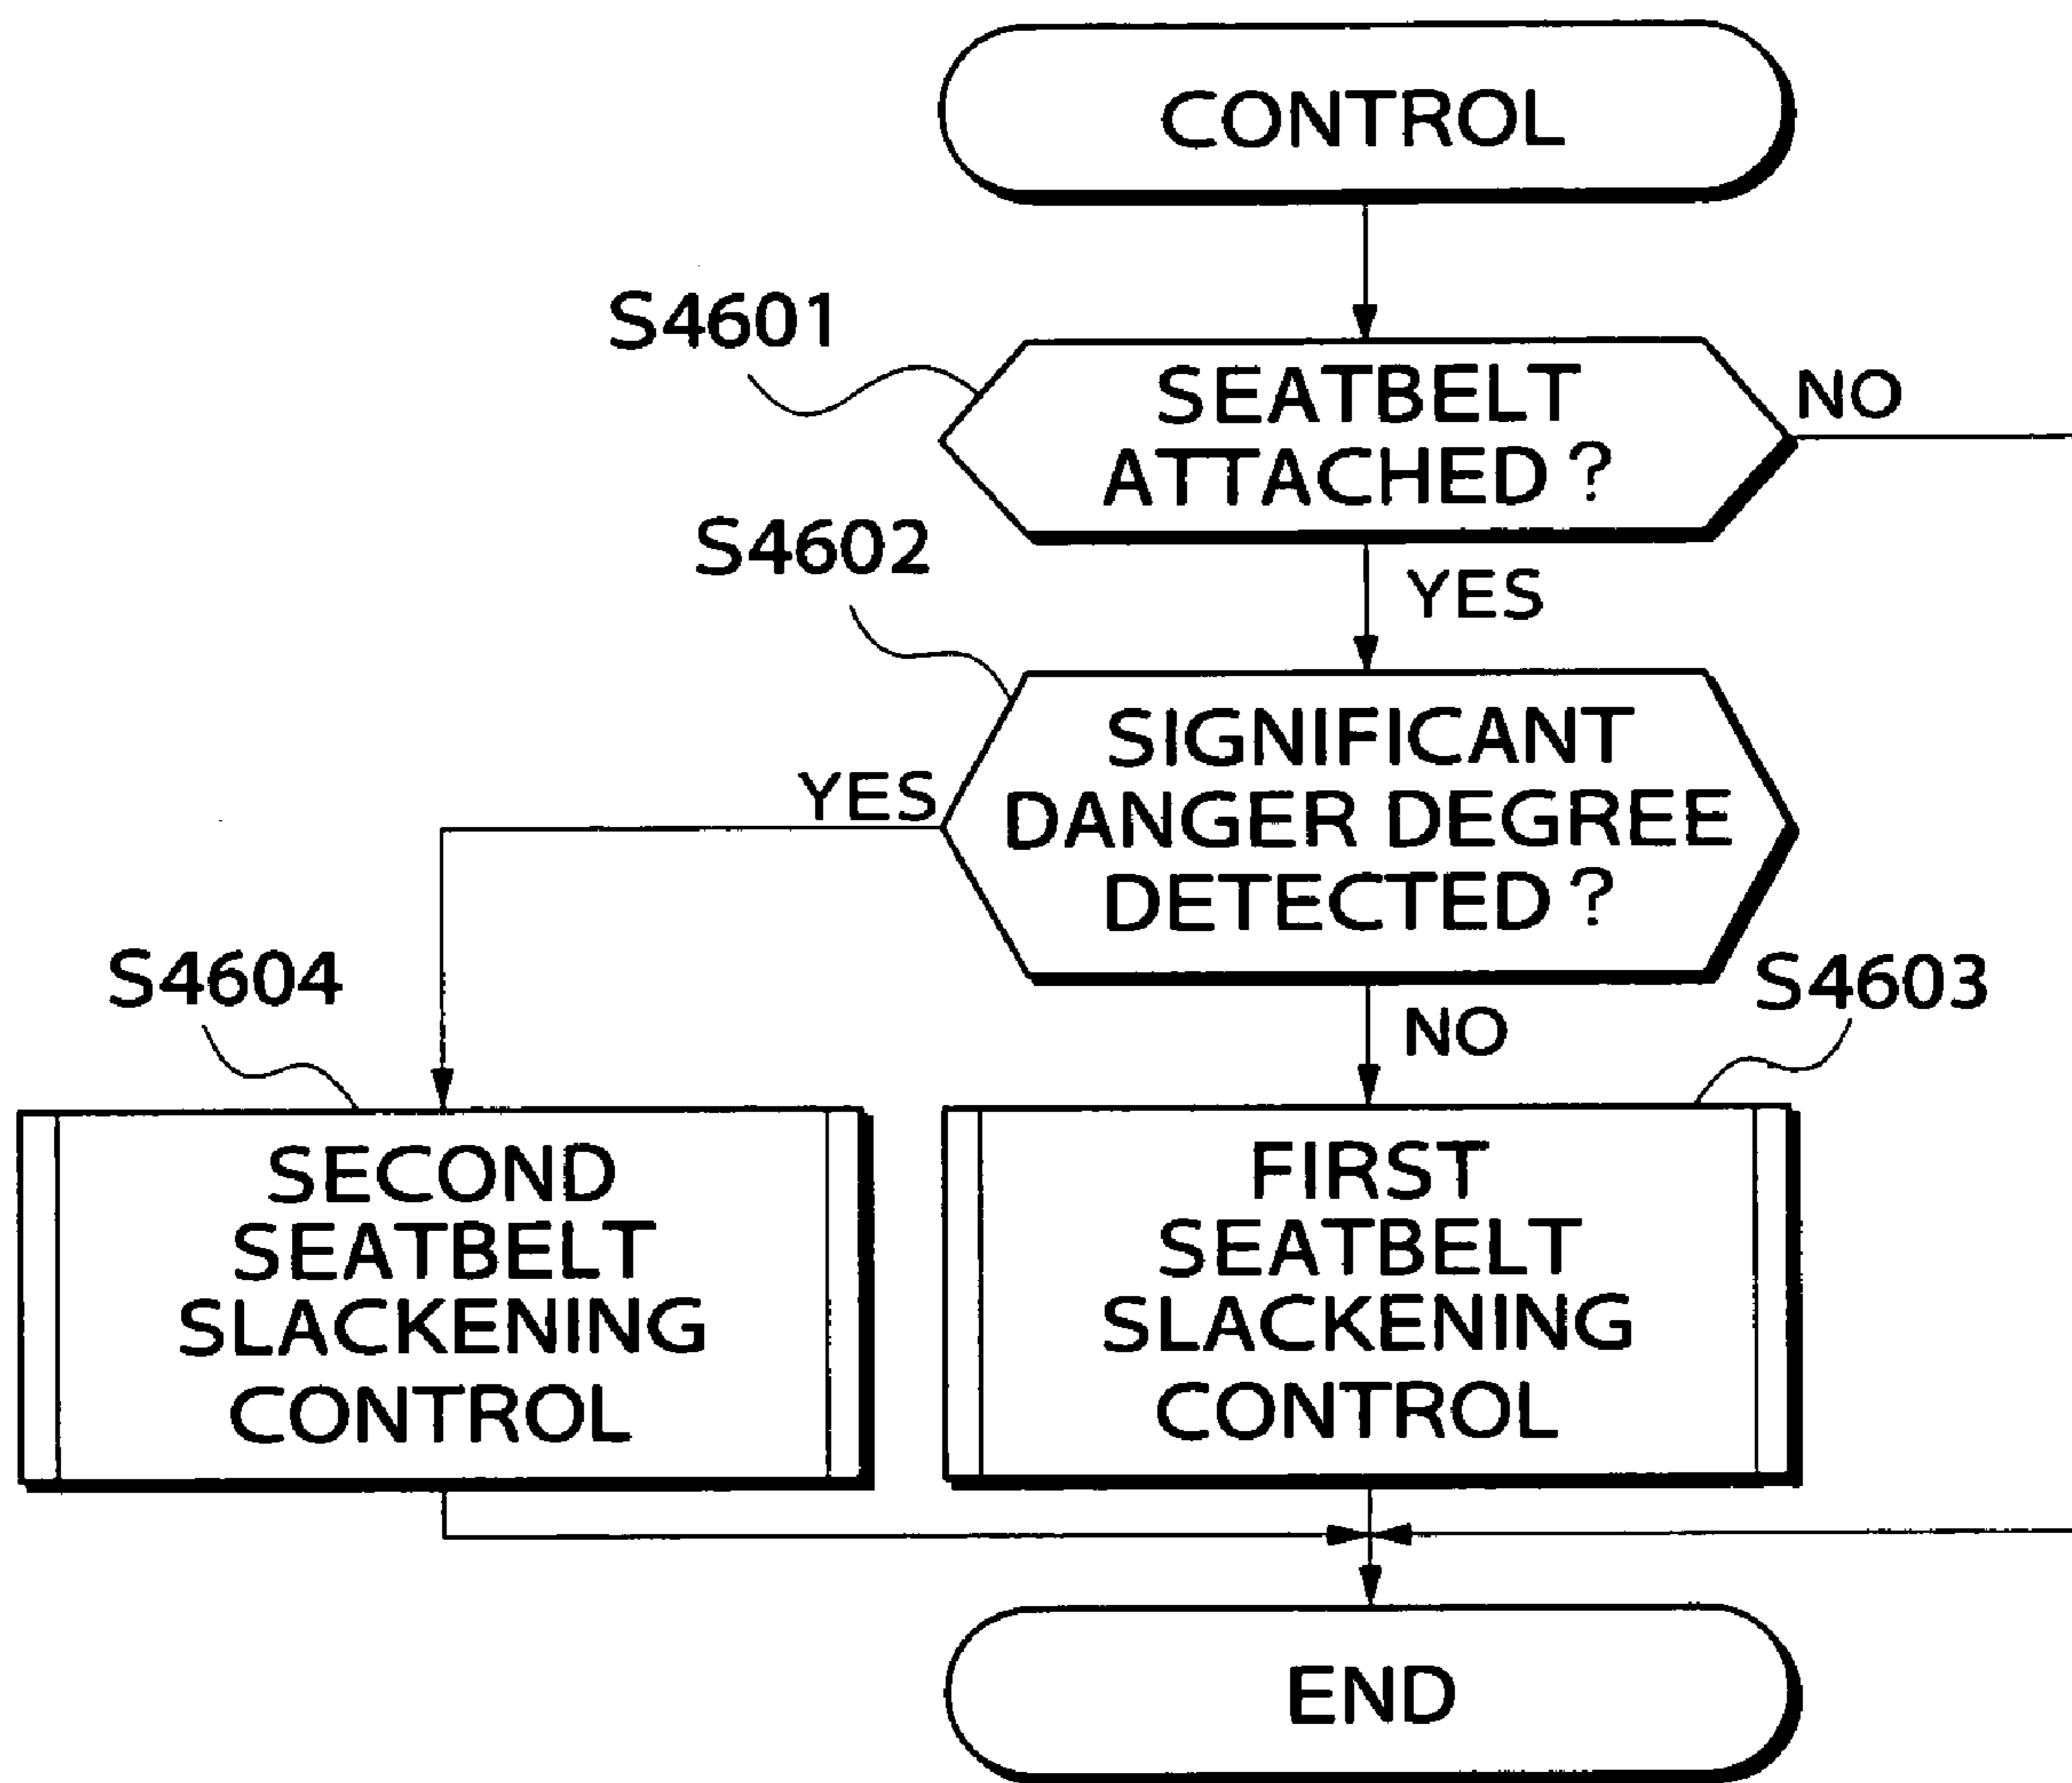 CONTROL
S4601
SEATBELT
ATTACHED ?
NO
S4602
YES
SIGNIFICANT
DANGER DEGREE
DETECTED ?
YES
S4604
S4603
NO
SECOND
SEATBELT
SLACKENING
CONTROL
FIRST
SEATBELT
SLACKENING
CONTROL
END